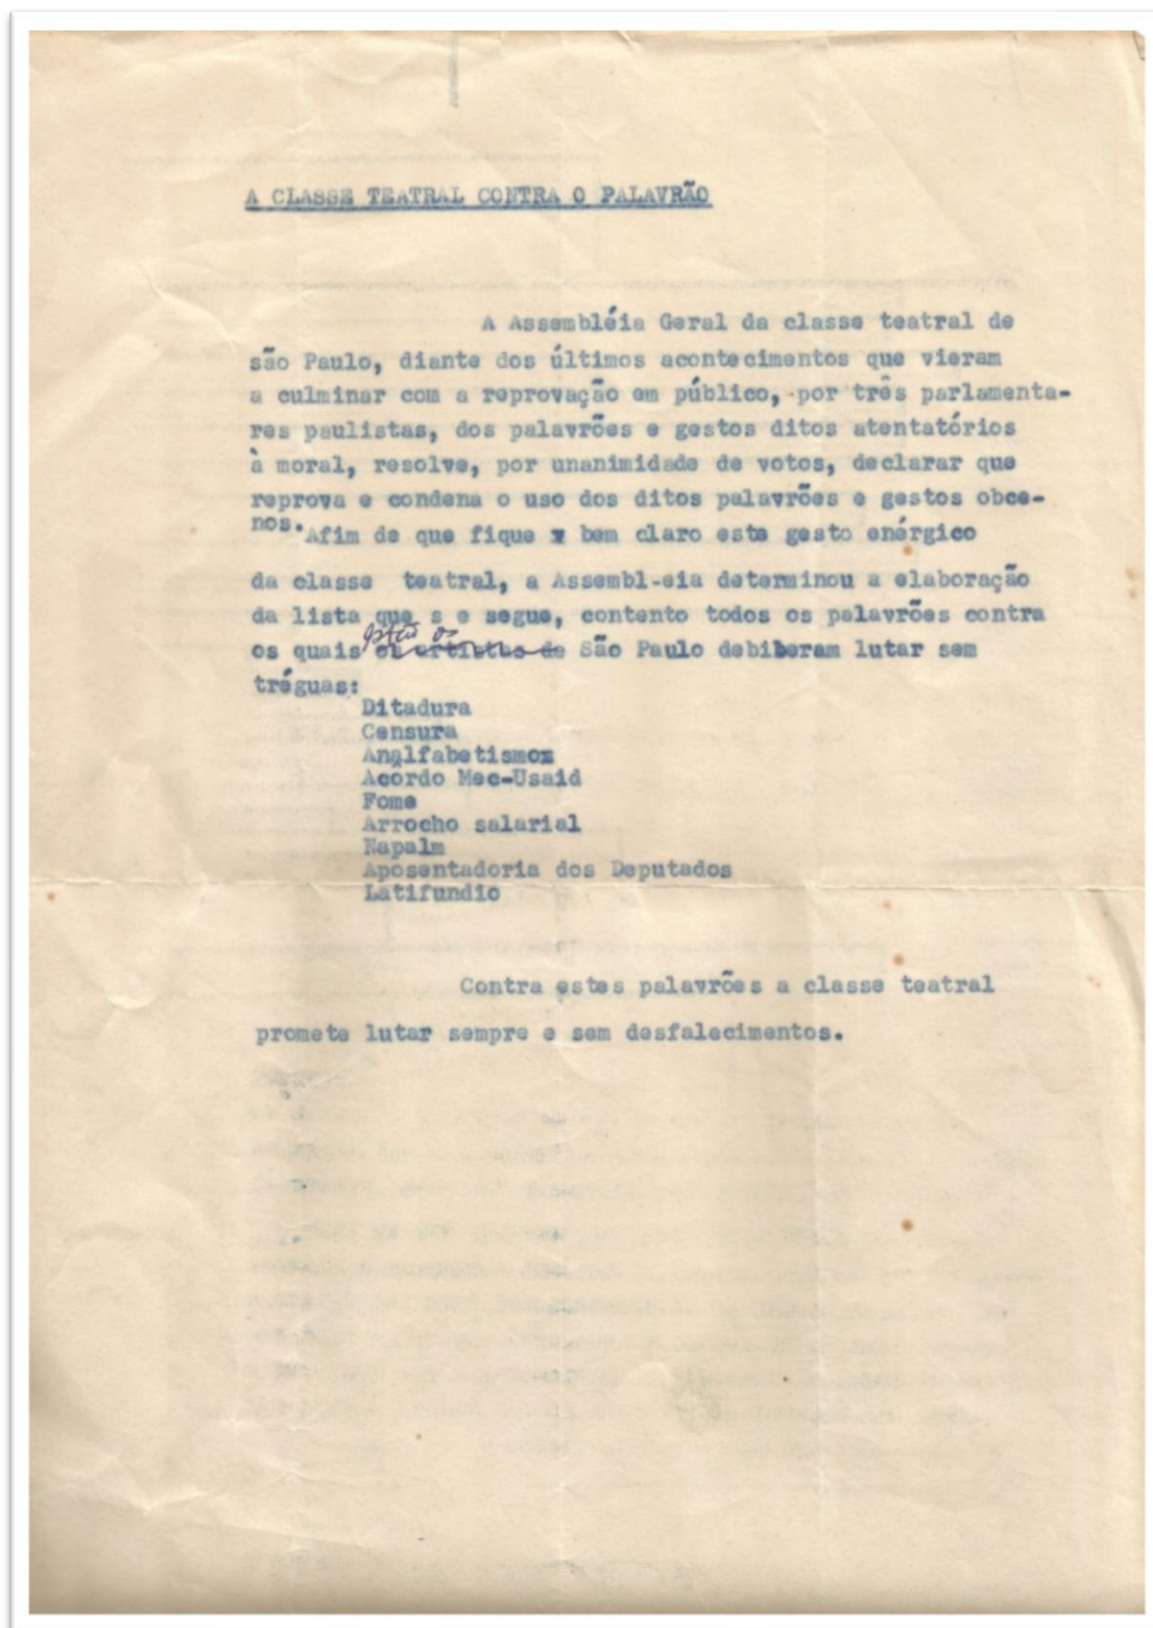 A CLASSE TEATRAL CONTRA O PALAVRÃO
A Assembléia Geral da classe teatral de
são Paulo, diante dos últimos acontecimentos que vieram
a culminar com a reprovação em público, por três parlamenta-
res paulistas, dos palavrões e gestos ditos atentatórios
à moral, resolve, por unanimidade de votos, declarar que
reprova e condena o uso dos ditos palavrões e gestos obce-
nos. Afim de que fique x bem claro este gesto enérgico
da classe teatral, a Assembl-eia determinou a elaboração
da lista que s e segue, contento todos os palavrões contra
os quais os artistas de São Paulo debiberam lutar sem
tréguas:
Ditadura
Censura
Analfabetismox
Acordo Mec-Usaid
Fome
Arrocho salarial
Napalm
Aposentadoria dos Deputados
Latifundio
Contra estes palavrões a classe teatral
promete lutar sempre e sem desfalecimentos.